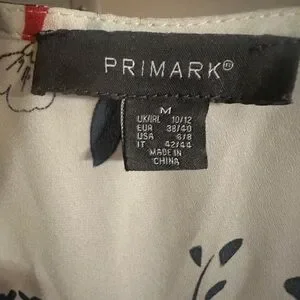 PRIMARK®
M
UK/IRL 10/12
EUR 38/40
USA 6/8
IT 42/44
MADE IN
CHINA